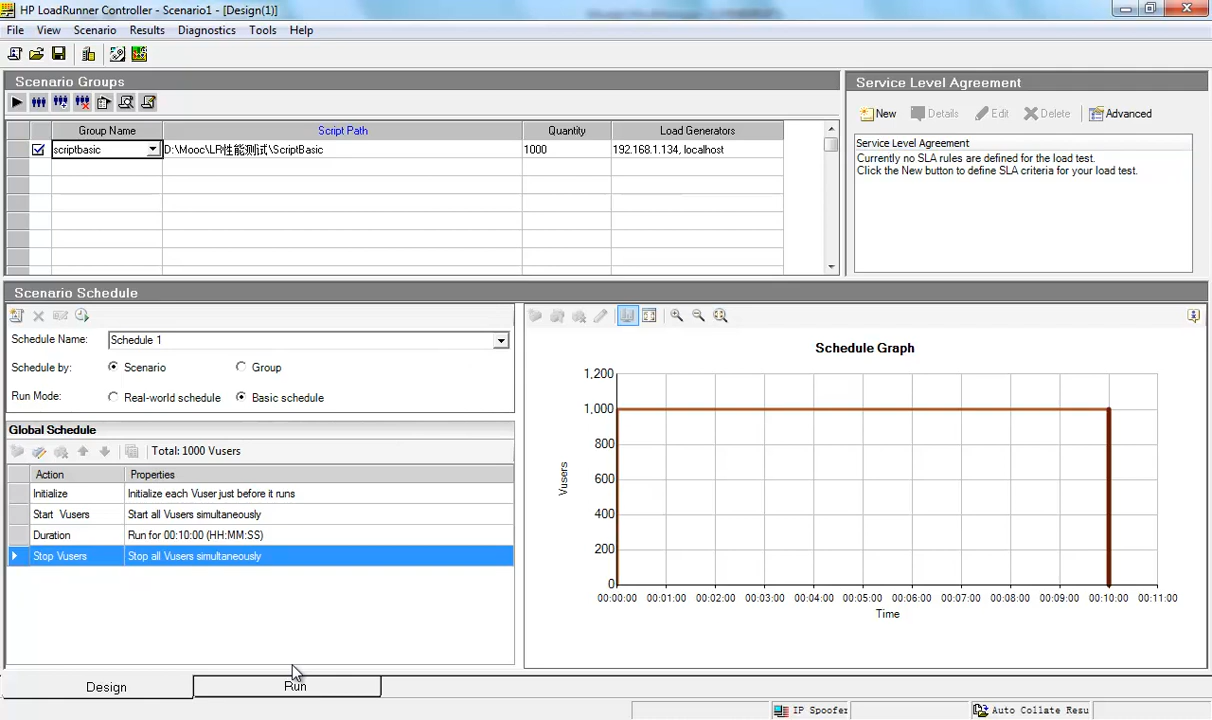 HP LoadRunner Controller - Scenario1 - [Design(1)]
File View Scenario Results Diagnostics Tools Help
Scenario Groups
Group Name Script Path Quantity Load Generators
scriptbasic D:\Mooc\LR性能测试\ScriptBasic 1000 192.168.1.134, localhost
Service Level Agreement
New Details Edit Delete Advanced
Service Level Agreement
Currently no SLA rules are defined for the load test.
Click the New button to define SLA criteria for your load test.
Scenario Schedule
Schedule Name: Schedule 1
Schedule by: Scenario Group
Run Mode: Real-world schedule Basic schedule
Global Schedule
Total: 1000 Vusers
Action Properties
Initialize Initialize each Vuser just before it runs
Start Vusers Start all Vusers simultaneously
Duration Run for 00:10:00 (HH:MM:SS)
Stop Vusers Stop all Vusers simultaneously
Schedule Graph
1,200
1,000
800
600
400
200
0
Vusers
00:00:00 00:01:00 00:02:00 00:03:00 00:04:00 00:05:00 00:06:00 00:07:00 00:08:00 00:09:00 00:10:00 00:11:00
Time
Design Run
IP Spoofer Auto Collate Resu